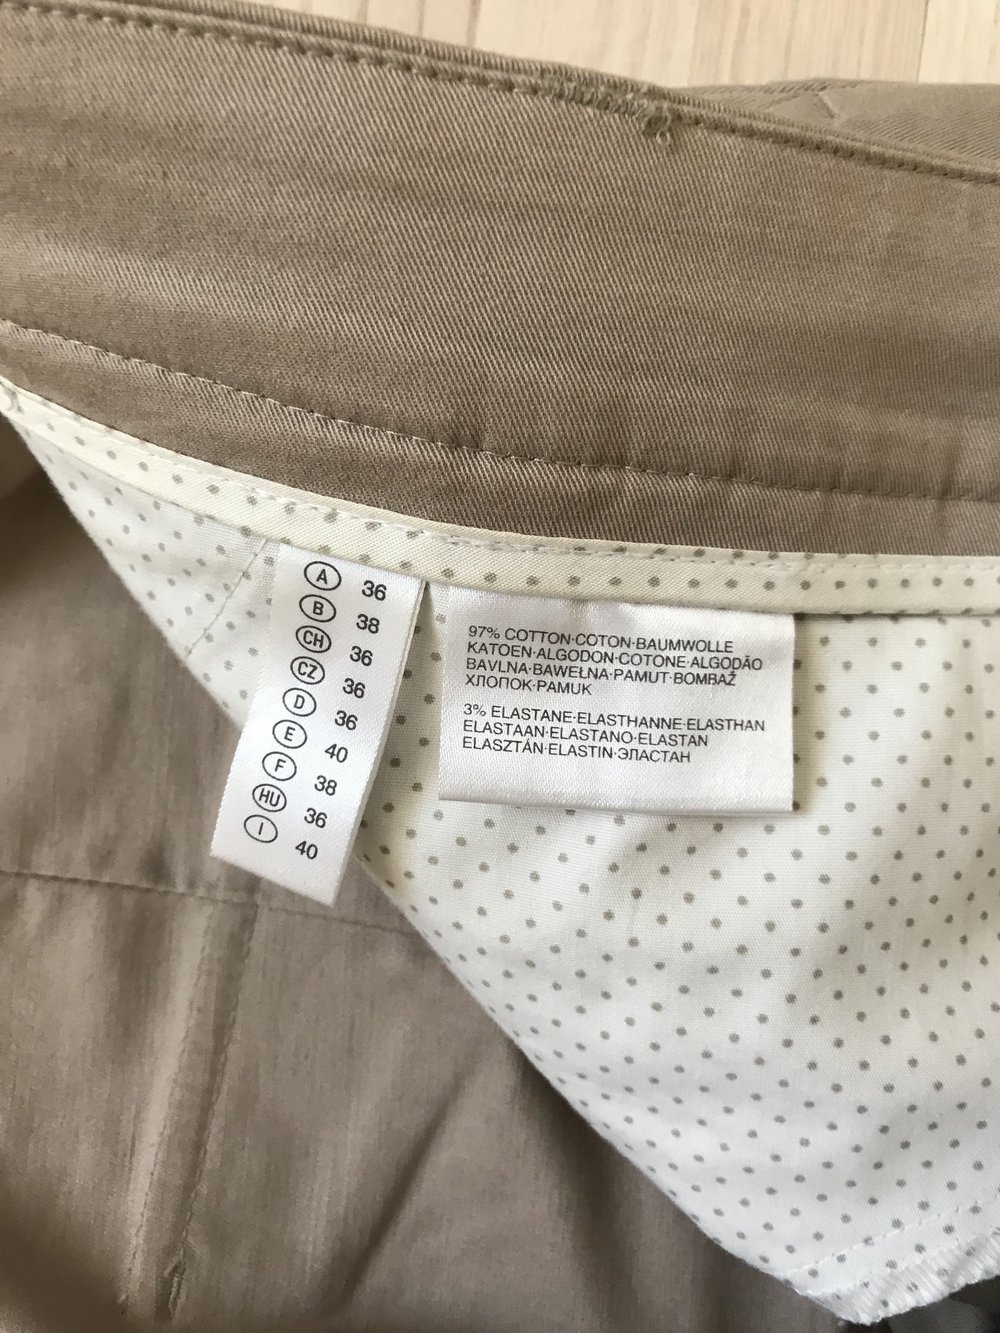 A 36
B 38
CH 36
CZ 36
D 36
E 40
F 38
HU 36
I 40
97% COTTON·COTON·BAUMWOLLE
KATOEN·ALGODON·COTONE·ALGODÃO
BAVLNA·BAWEŁNA·PAMUT·BOMBAŽ
ХЛОПОК·PAMUK
3% ELASTANE·ELASTHANNE·ELASTHAN
ELASTAAN·ELASTANO·ELASTAN
ELASZTÁN·ELASTIN·ЭЛАСТАН